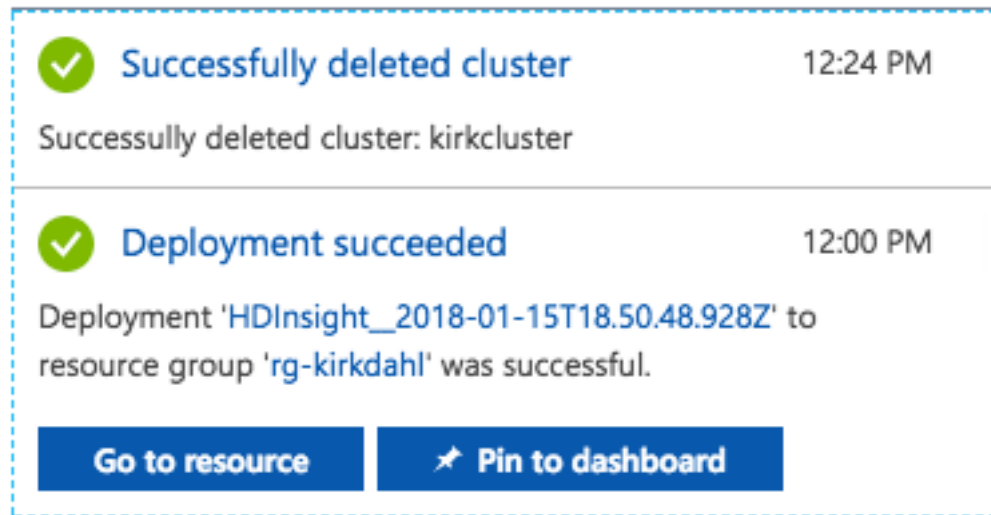 Successfully deleted cluster 12:24 PM
Successully deleted cluster: kirkcluster
Deployment succeeded 12:00 PM
Deployment 'HDInsight__2018-01-15T18.50.48.928Z' to
resource group 'rg-kirkdahl' was successful.
Go to resource Pin to dashboard